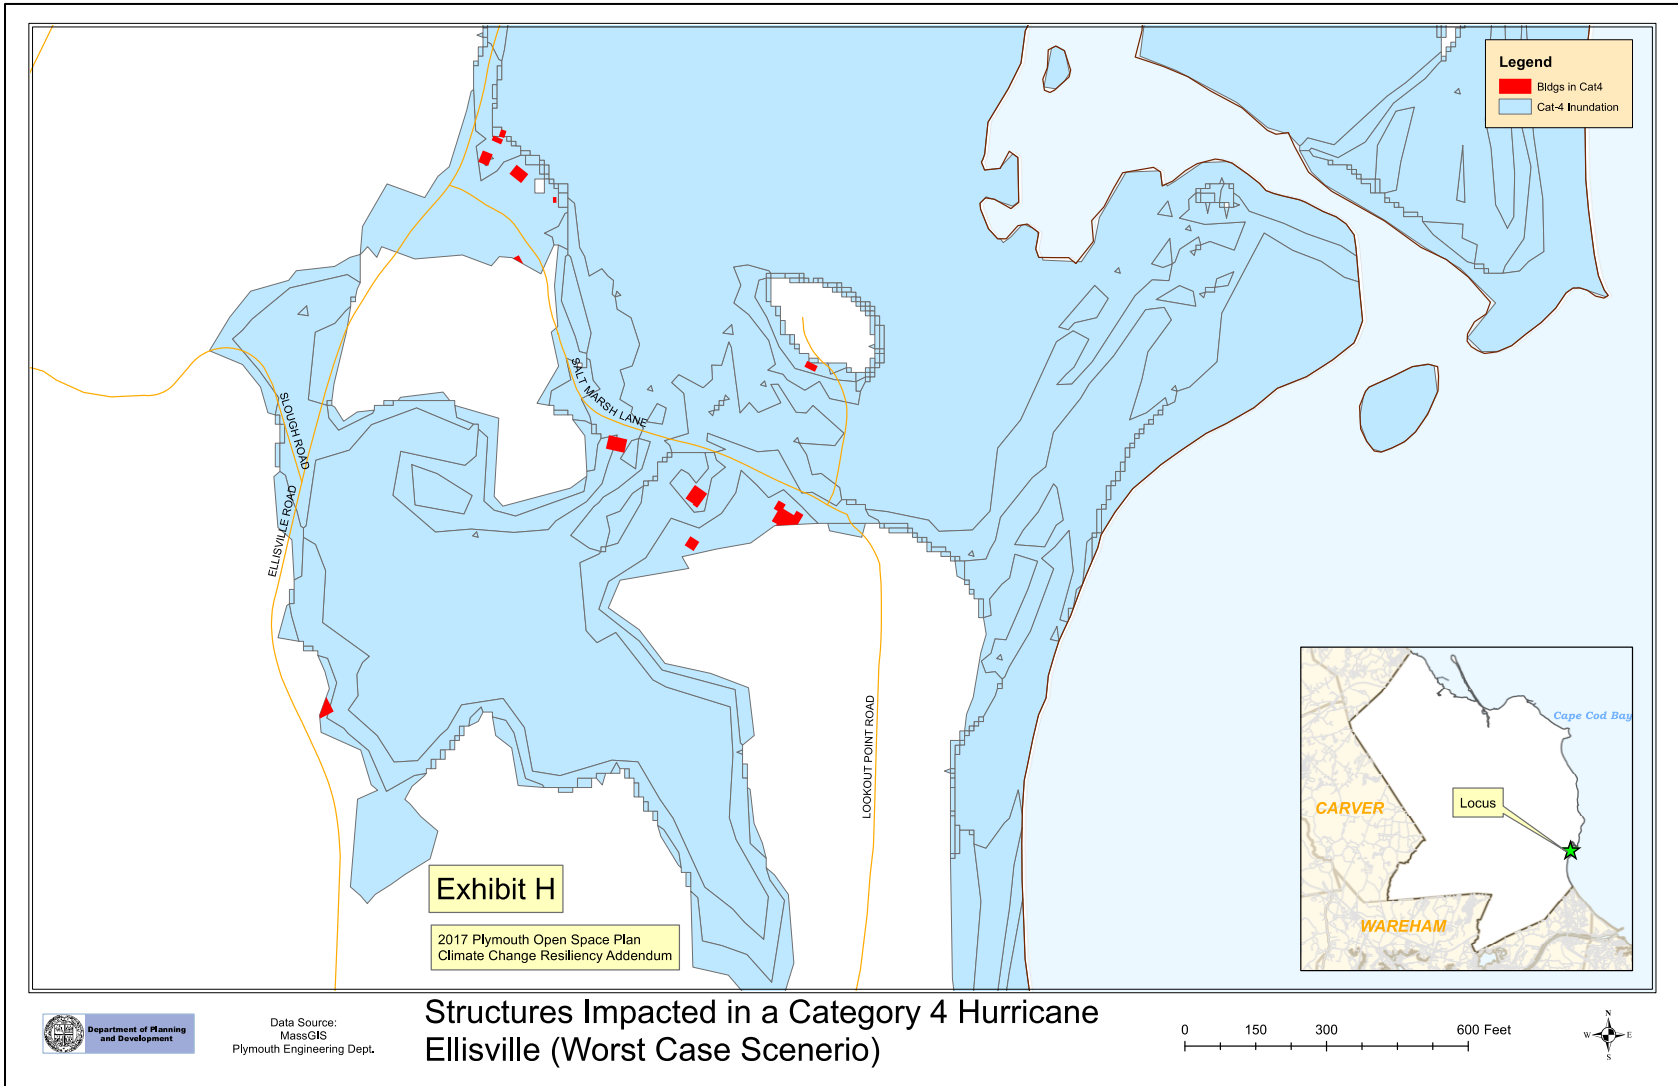 Legend
Bldgs in Cat4
Cat-4 Inundation
SALT MARSH LANE
SLOUGH ROAD
ELLISVILLE ROAD
LOOKOUT POINT ROAD
Cape Cod Bay
Locus
CARVER
WAREHAM
Exhibit H
2017 Plymouth Open Space Plan
Climate Change Resiliency Addendum
Department of Planning
and Development
Data Source:
MassGIS
Plymouth Engineering Dept.
Structures Impacted in a Category 4 Hurricane
Ellisville (Worst Case Scenerio)
0 150 300 600 Feet
N
W E
S